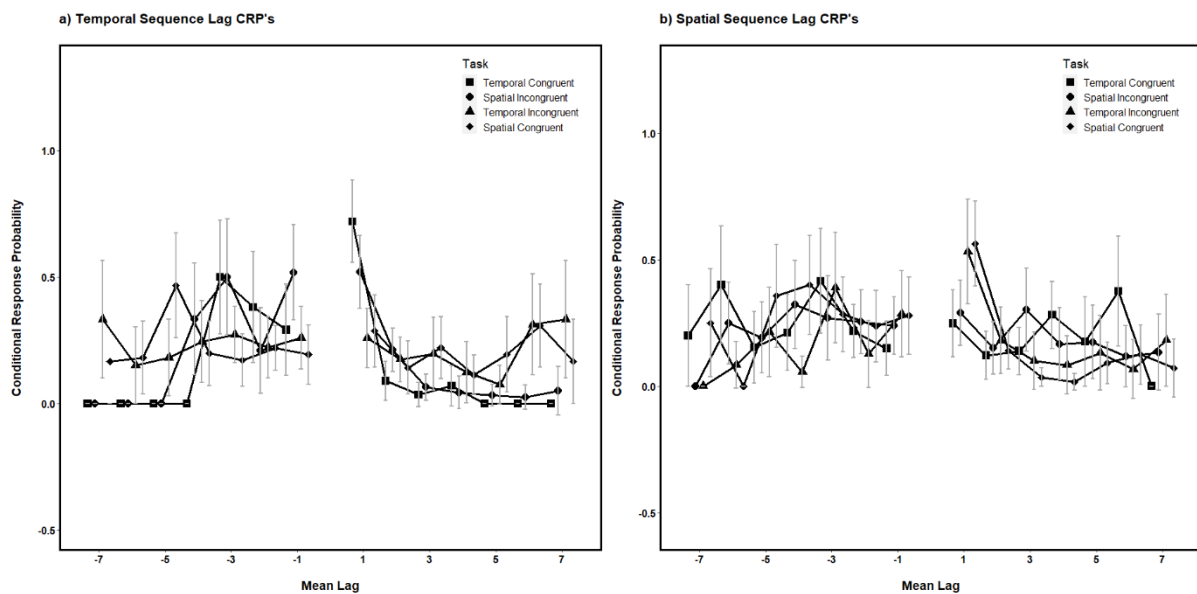 a) Temporal Sequence Lag CRP's
Task
Temporal Congruent
Spatial Incongruent
Temporal Incongruent
Spatial Congruent
1.0
0.5
0.0
-0.5
Conditional Response Probability
-7 -5 -3 -1 1 3 5 7
Mean Lag
b) Spatial Sequence Lag CRP's
Task
Temporal Congruent
Spatial Incongruent
Temporal Incongruent
Spatial Congruent
1.0
0.5
0.0
-0.5
Conditional Response Probability
-7 -5 -3 -1 1 3 5 7
Mean Lag